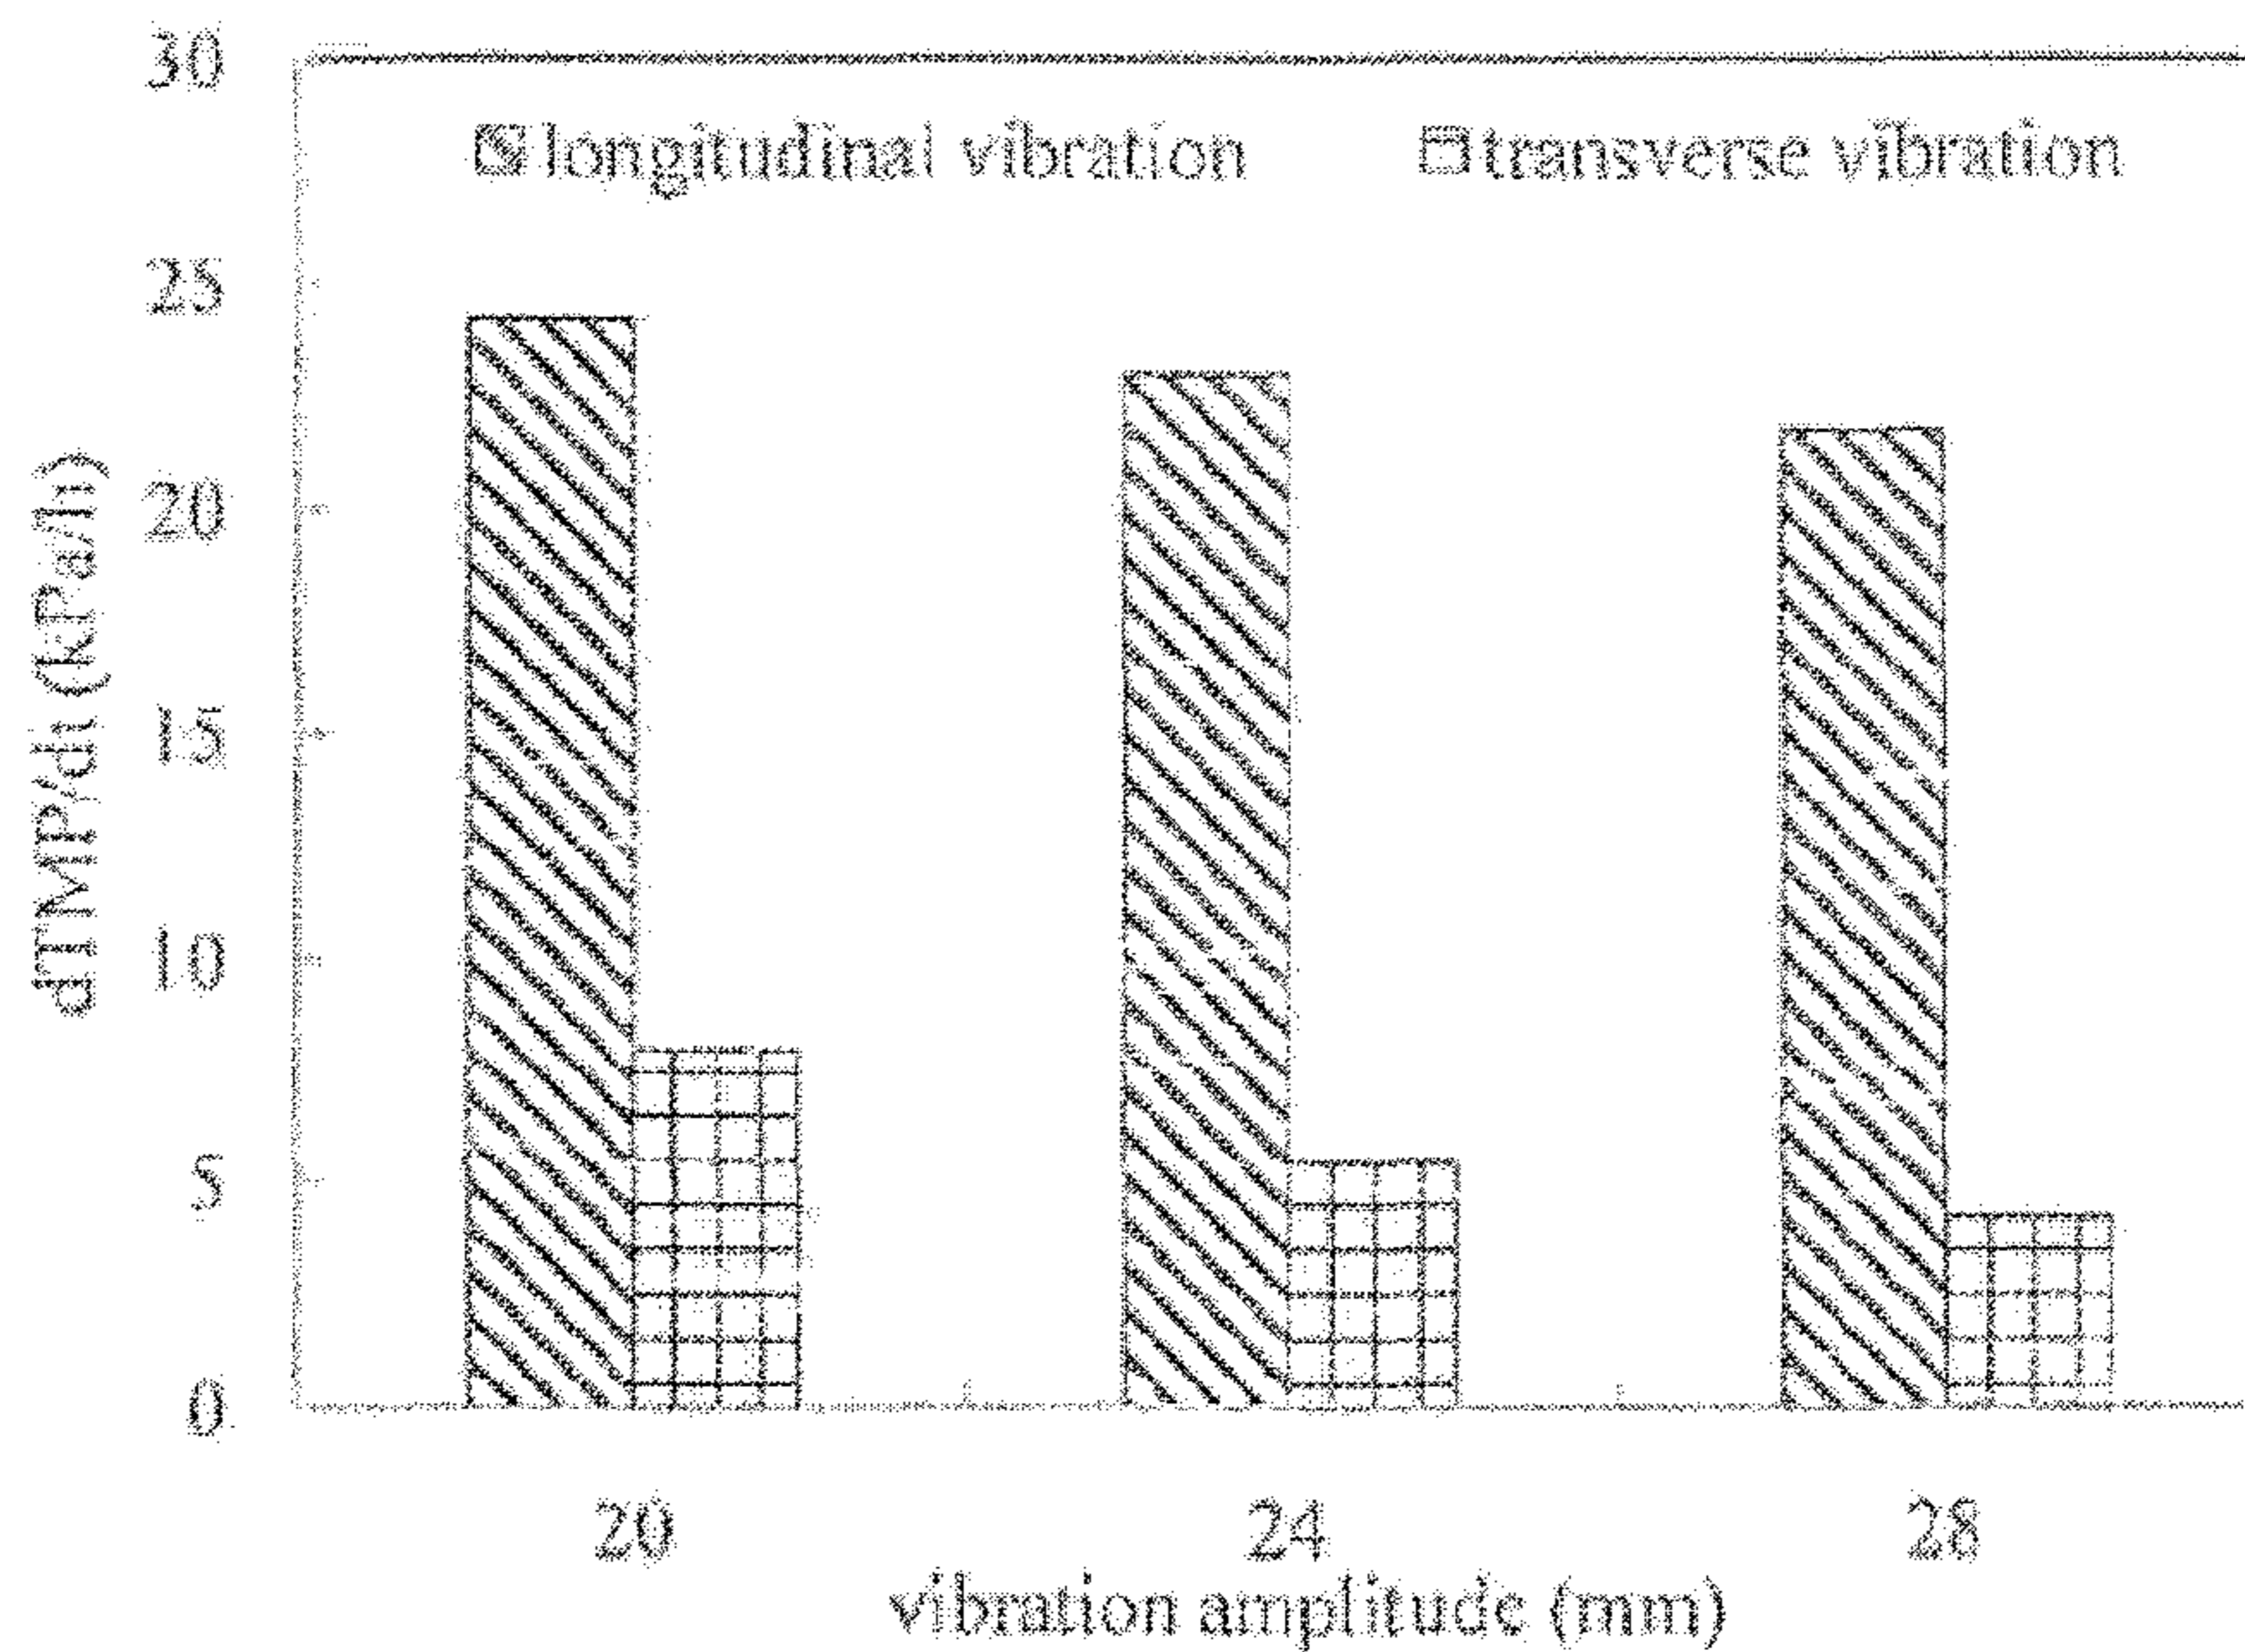 30
longitudinal vibration transverse vibration
25
20
15
10
5
0
dTMP/dt (kPa/h)
20 24 28
vibration amplitude (mm)